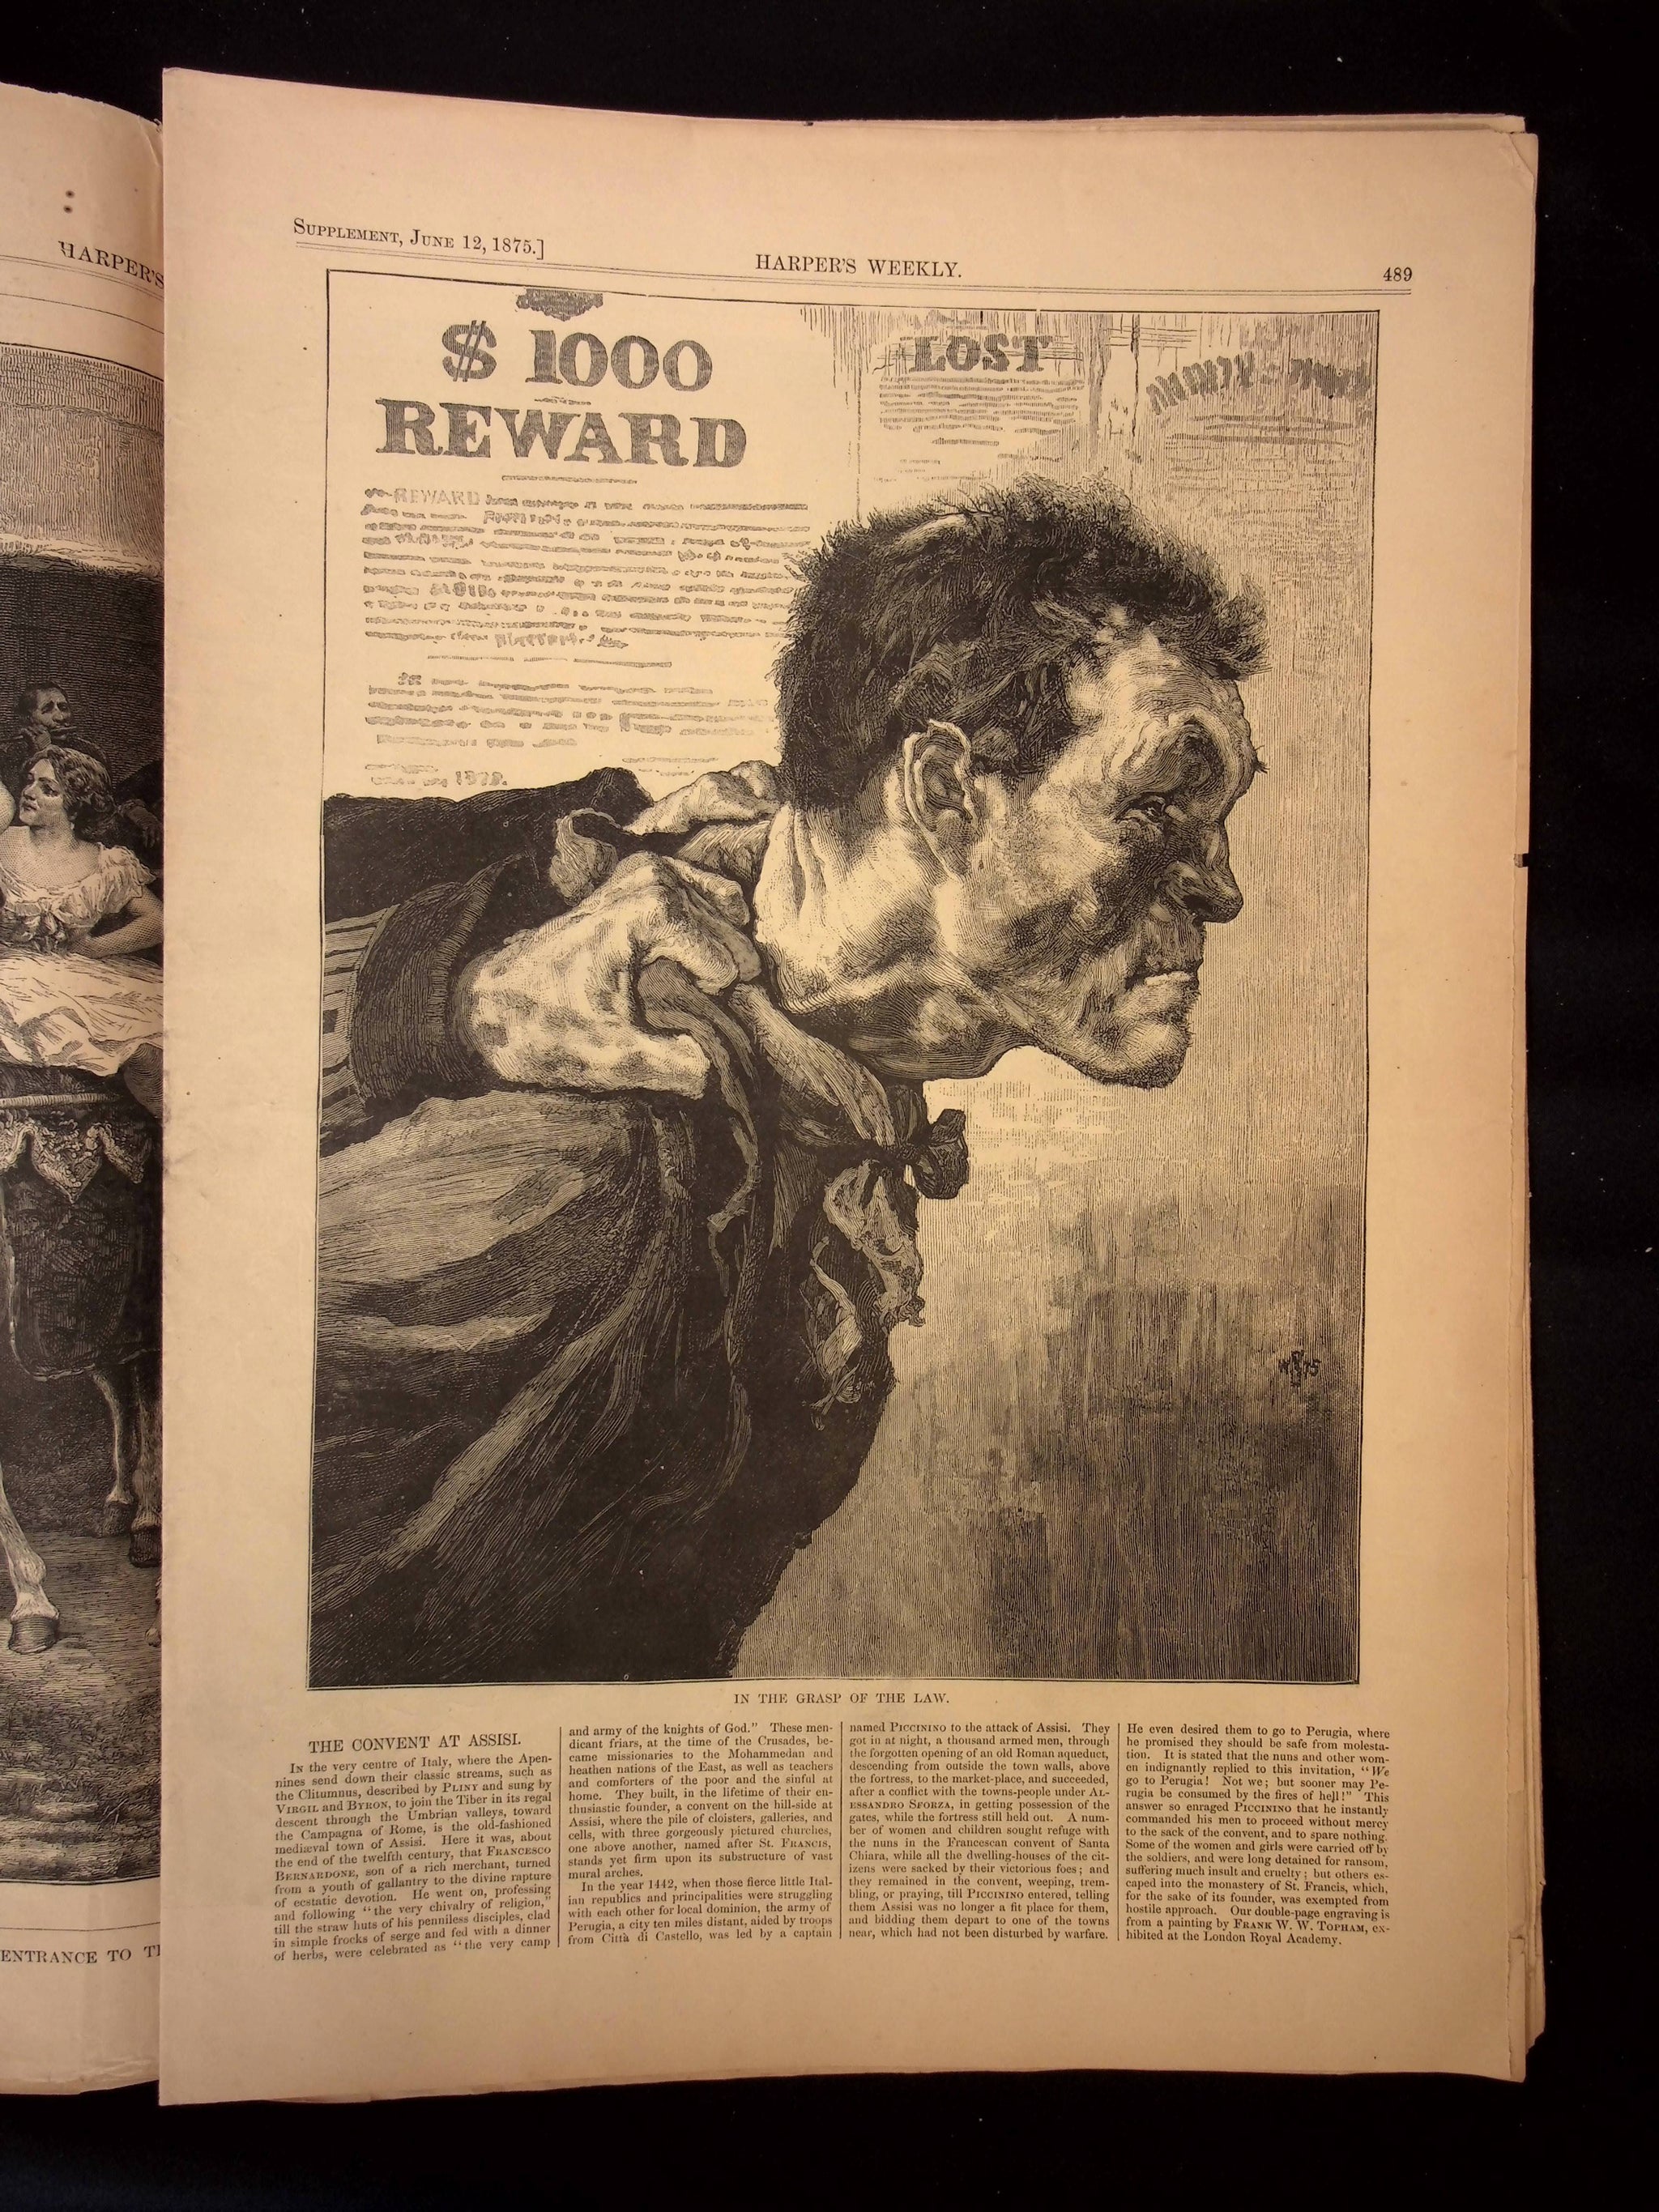 HARPER'S
SUPPLEMENT, JUNE 12, 1875.]
HARPER'S WEEKLY.
489
$ 1000
REWARD
REWARD
LOST
W 75
IN THE GRASP OF THE LAW.
THE CONVENT AT ASSISI.
IN the very centre of Italy, where the Apen-
nines send down their classic streams, such as
the Clitumnus, described by PLINY and sung by
VIRGIL and BYRON, to join the Tiber in its regal
descent through the Umbrian valleys, toward
the Campagna of Rome, is the old-fashioned
mediæval town of Assisi. Here it was, about
the end of the twelfth century, that FRANCESCO
BERNARDONE, son of a rich merchant, turned
from a youth of gallantry to the divine rapture
of ecstatic devotion. He went on, professing
and following "the very chivalry of religion,"
till the straw huts of his penniless disciples, clad
in simple frocks of serge and fed with a dinner
of herbs, were celebrated as "the very camp
and army of the knights of God." These men-
dicant friars, at the time of the Crusades, be-
came missionaries to the Mohammedan and
heathen nations of the East, as well as teachers
and comforters of the poor and the sinful at
home. They built, in the lifetime of their en-
thusiastic founder, a convent on the hill-side at
Assisi, where the pile of cloisters, galleries, and
cells, with three gorgeously pictured churches,
one above another, named after St. FRANCIS,
stands yet firm upon its substructure of vast
mural arches.
In the year 1442, when those fierce little Ital-
ian republics and principalities were struggling
with each other for local dominion, the army of
Perugia, a city ten miles distant, aided by troops
from Città di Castello, was led by a captain
named PICCININO to the attack of Assisi. They
got in at night, a thousand armed men, through
the forgotten opening of an old Roman aqueduct,
descending from outside the town walls, above
the fortress, to the market-place, and succeeded,
after a conflict with the towns-people under AL-
ESSANDRO SFORZA, in getting possession of the
gates, while the fortress still held out. A num-
ber of women and children sought refuge with
the nuns in the Franciscan convent of Santa
Chiara, while all the dwelling-houses of the cit-
izens were sacked by their victorious foes; and
they remained in the convent, weeping, trem-
bling, or praying, till PICCININO entered, telling
them Assisi was no longer a fit place for them,
and bidding them depart to one of the towns
near, which had not been disturbed by warfare.
He even desired them to go to Perugia, where
he promised they should be safe from molesta-
tion. It is stated that the nuns and other wom-
en indignantly replied to this invitation, "We
go to Perugia! Not we; but sooner may Pe-
rugia be consumed by the fires of hell!" This
answer so enraged PICCININO that he instantly
commanded his men to proceed without mercy
to the sack of the convent, and to spare nothing.
Some of the women and girls were carried off by
the soldiers, and were long detained for ransom,
suffering much insult and cruelty; but others es-
caped into the monastery of St. Francis, which,
for the sake of its founder, was exempted from
hostile approach. Our double-page engraving is
from a painting by FRANK W. W. TOPHAM, ex-
hibited at the London Royal Academy.
ENTRANCE TO